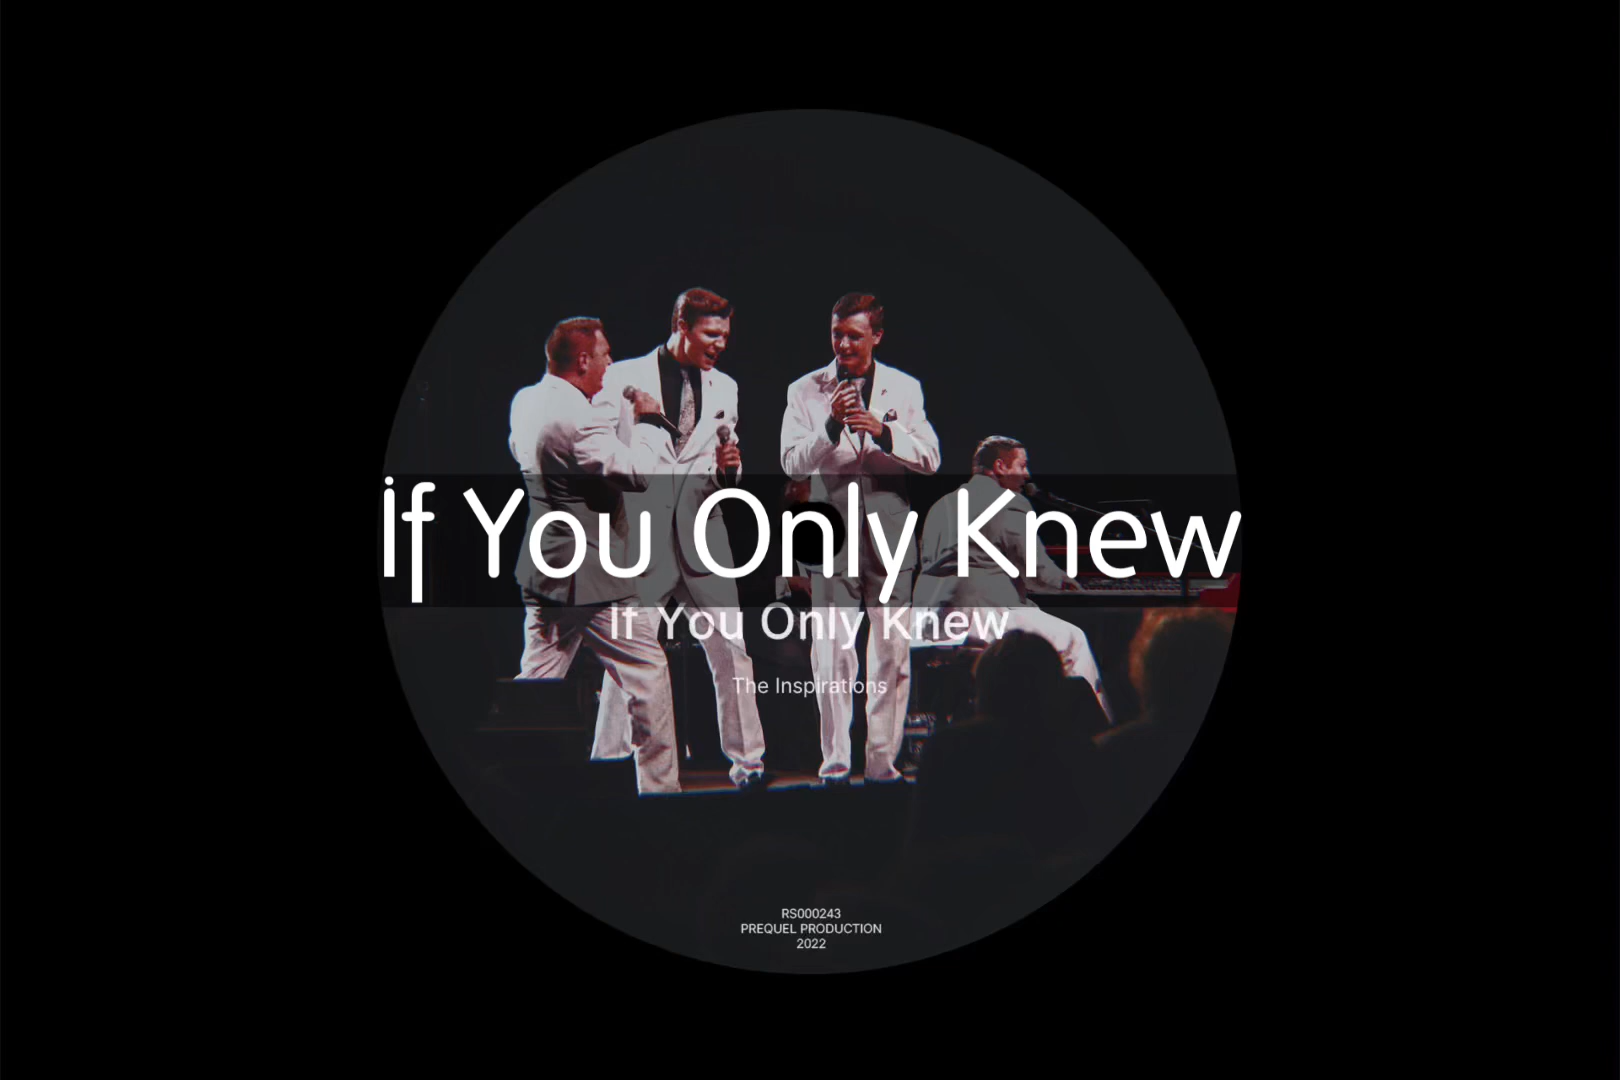 If You Only Knew
If You Only Knew
The Inspirations
RS000243
PREQUEL PRODUCTION
2022